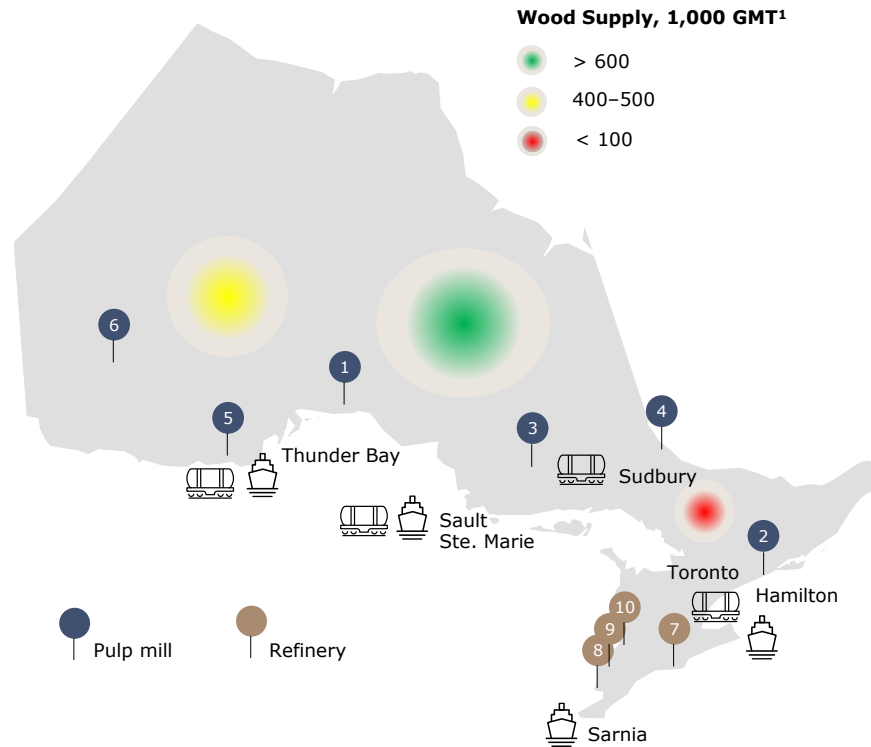 Wood Supply, 1,000 GMT¹
> 600
400–500
< 100
6
1
5
3
4
Thunder Bay
Sudbury
Sault
Ste. Marie
2
Toronto
Hamilton
10
9
7
8
Pulp mill
Refinery
Sarnia